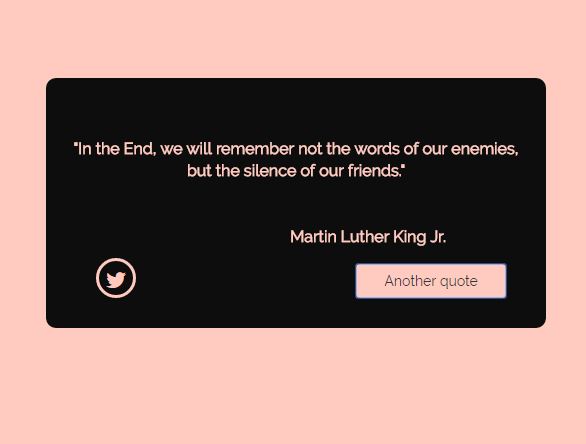 "In the End, we will remember not the words of our enemies,
but the silence of our friends."
Martin Luther King Jr.
Another quote